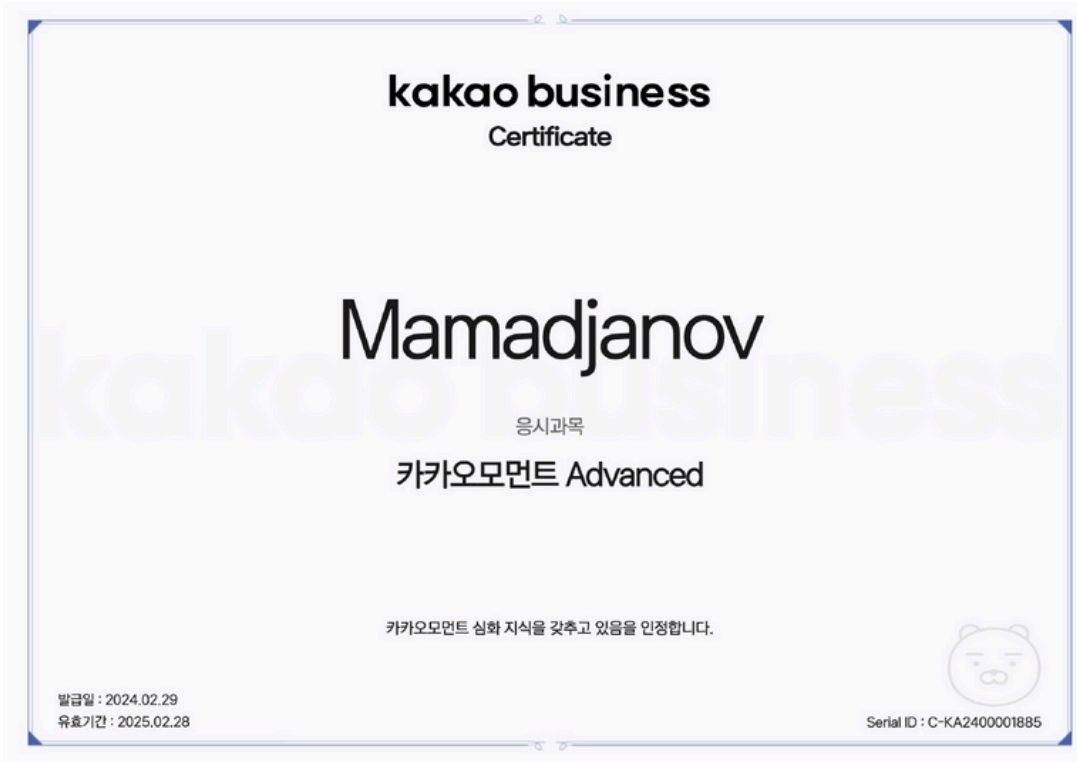 kakao business
Certificate
Mamadjanov
kakao business
응시과목
카카오모먼트 Advanced
카카오모먼트 심화 지식을 갖추고 있음을 인정합니다.
발급일 : 2024.02.29
유효기간 : 2025.02.28
Serial ID : C-KA2400001885